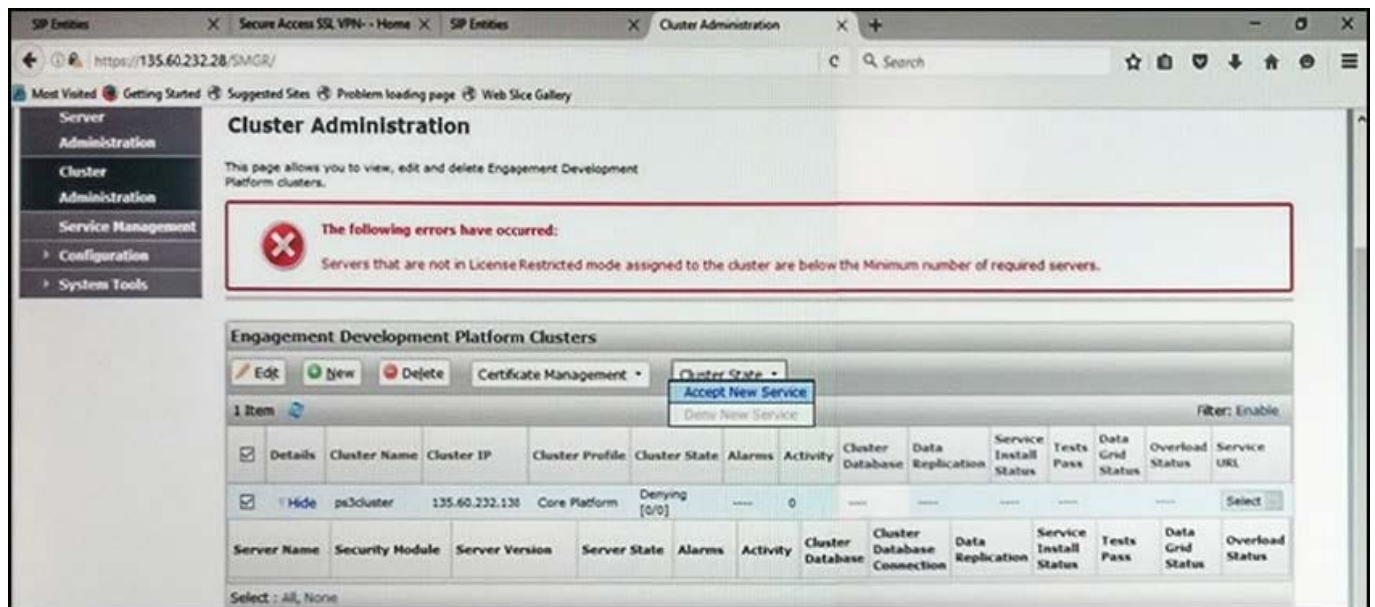 SIP Entities
Secure Access SSL VPN- - Home
SIP Entities
Cluster Administration
https://135.60.232.28/SMGR/
Search
Most Visited Getting Started Suggested Sites Problem loading page Web Slice Gallery
Server Administration
Cluster Administration
Service Management
Configuration
System Tools
Cluster Administration
This page allows you to view, edit and delete Engagement Development
Platform clusters.
The following errors have occurred:
Servers that are not in License Restricted mode assigned to the cluster are below the Minimum number of required servers.
Engagement Development Platform Clusters
Edit New Delete Certificate Management Cluster State
Accept New Service
Deny New Service
1 Item
Filter: Enable
Details Cluster Name Cluster IP Cluster Profile Cluster State Alarms Activity Cluster Database Data Replication Service Install Status Tests Pass Data Grid Status Overload Status Service URL
Hide ps3cluster 135.60.232.138 Core Platform Denying [0/0] ---- 0 ---- ---- ---- ---- ---- Select
Server Name Security Module Server Version Server State Alarms Activity Cluster Database Cluster Database Connection Data Replication Service Install Status Tests Pass Data Grid Status Overload Status
Select : All, None